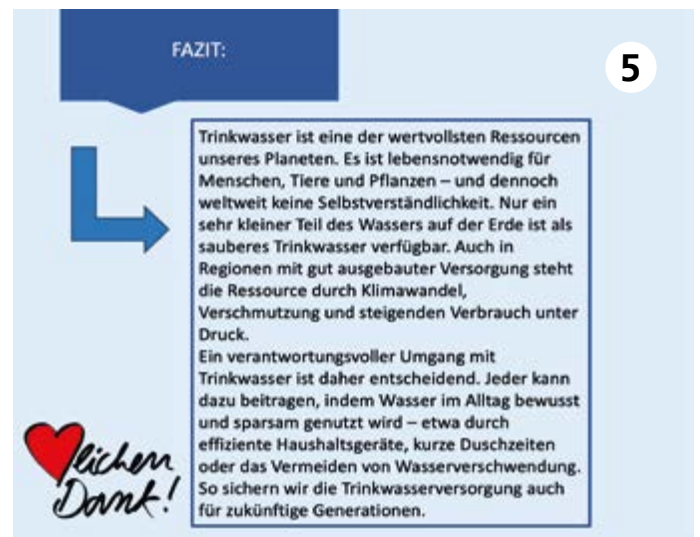 FAZIT:
5
Trinkwasser ist eine der wertvollsten Ressourcen
unseres Planeten. Es ist lebensnotwendig für
Menschen, Tiere und Pflanzen – und dennoch
weltweit keine Selbstverständlichkeit. Nur ein
sehr kleiner Teil des Wassers auf der Erde ist als
sauberes Trinkwasser verfügbar. Auch in
Regionen mit gut ausgebauter Versorgung steht
die Ressource durch Klimawandel,
Verschmutzung und steigenden Verbrauch unter
Druck.
Ein verantwortungsvoller Umgang mit
Trinkwasser ist daher entscheidend. Jeder kann
dazu beitragen, indem Wasser im Alltag bewusst
und sparsam genutzt wird – etwa durch
effiziente Haushaltsgeräte, kurze Duschzeiten
oder das Vermeiden von Wasserverschwendung.
So sichern wir die Trinkwasserversorgung auch
für zukünftige Generationen.
lichen
Dank!